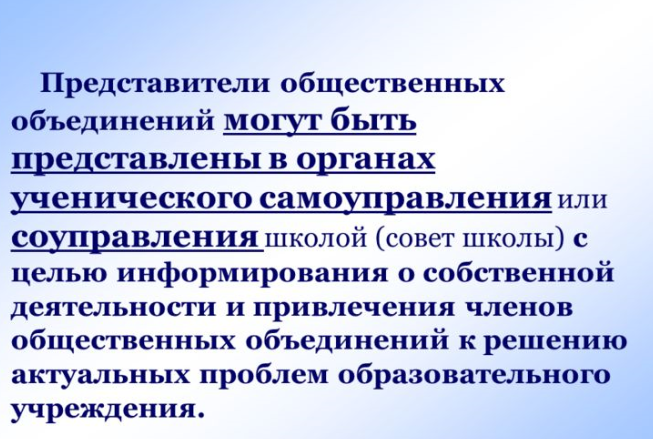 Представители общественных
объединений могут быть
представлены в органах
ученического самоуправления или
соуправления школой (совет школы) с
целью информирования о собственной
деятельности и привлечения членов
общественных объединений к решению
актуальных проблем образовательного
учреждения.